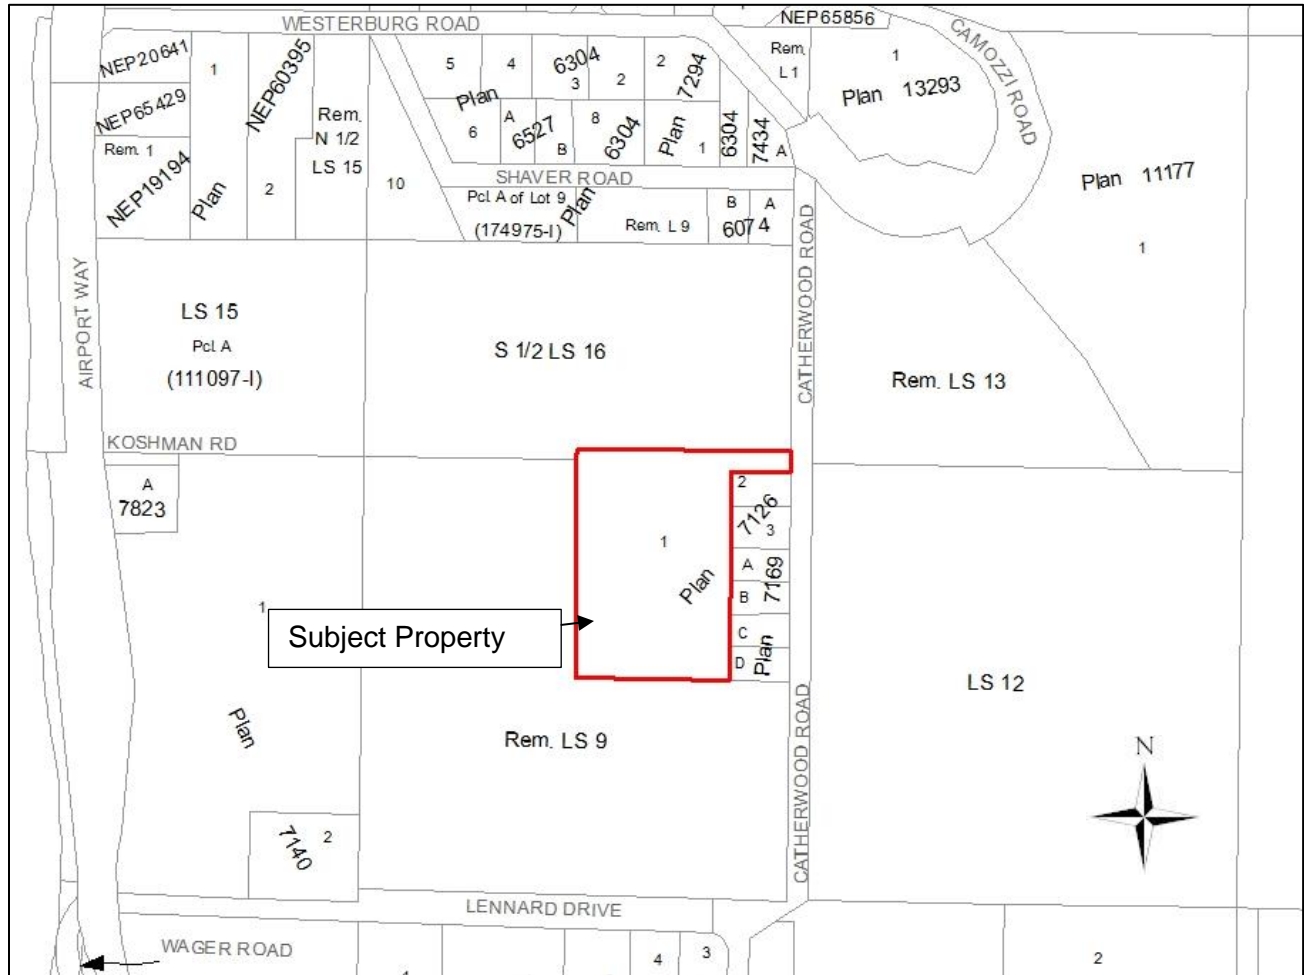 WESTERBURG ROAD
NEP65856
CAMOZZI ROAD
NEP20641
1
NEP60395
5
4
6304
3
2
2
7294
Rem.
L 1
1
Plan 13293
NEP65429
Rem.
N 1/2
LS 15
Plan
6
A
6527
B
8
6304
Plan
1
6304
7434
A
Rem. 1
NEP19194
Plan
2
10
SHAVER ROAD
Plan 11177
1
Pcl. A of Lot 9
(174975-I)
Plan
Rem. L 9
B
A
6074
CATHERWOOD ROAD
AIRPORT WAY
LS 15
Pcl. A
(111097-I)
S 1/2 LS 16
Rem. LS 13
KOSHMAN RD
A
7823
2
7126
3
1
Plan
A
7169
B
C
D
Plan
1
Subject Property
LS 12
Plan
Rem. LS 9
CATHERWOOD ROAD
N
7140
2
LENNARD DRIVE
WAGER ROAD
4
3
2